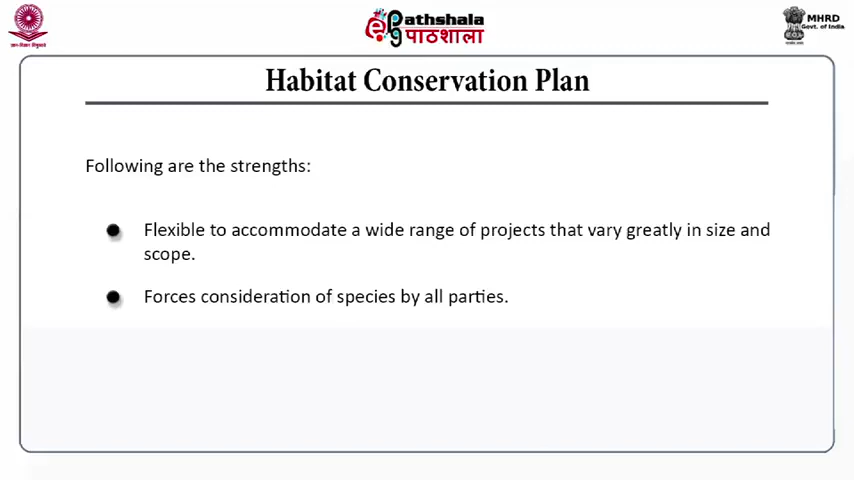 ePathshala
पाठशाला
MHRD
Govt. of India
Habitat Conservation Plan
Following are the strengths:
Flexible to accommodate a wide range of projects that vary greatly in size and
scope.
Forces consideration of species by all parties.